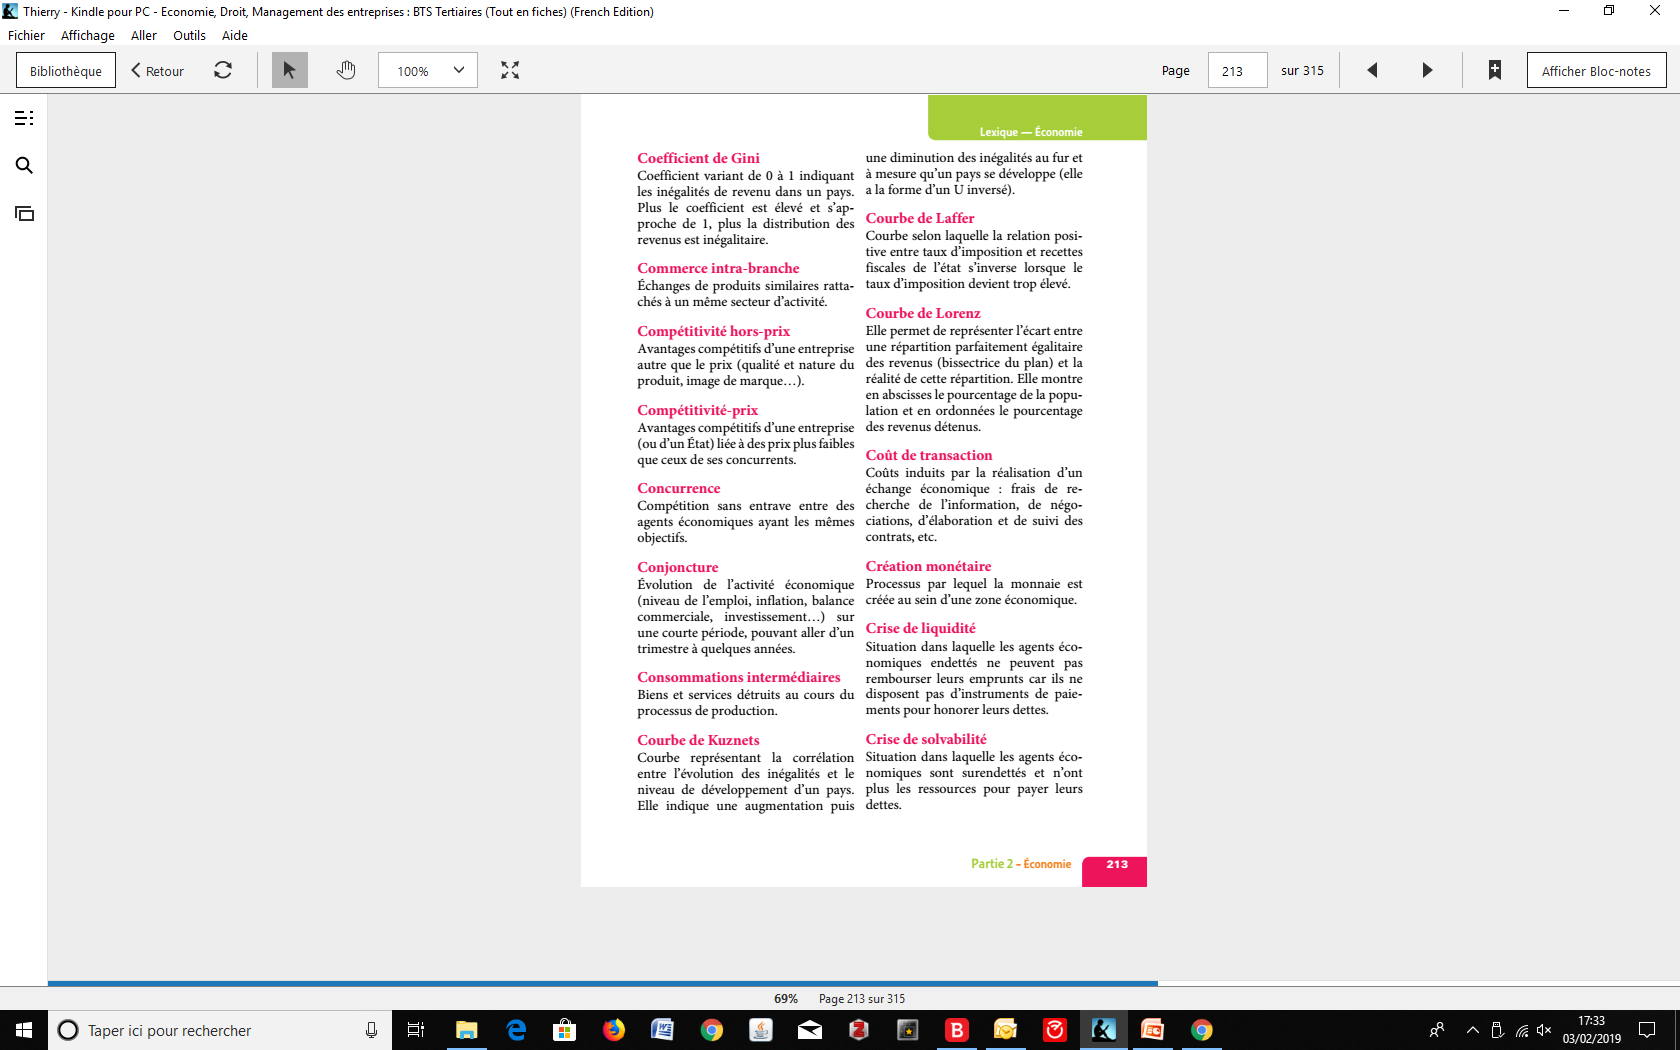 Thierry - Kindle pour PC - Economie, Droit, Management des entreprises : BTS Tertiaires (Tout en fiches) (French Edition)
Fichier Affichage Aller Outils Aide
Bibliothèque Retour 100% Page 213 sur 315 Afficher Bloc-notes
Lexique — Économie
Coefficient de Gini
Coefficient variant de 0 à 1 indiquant
les inégalités de revenu dans un pays.
Plus le coefficient est élevé et s’ap-
proche de 1, plus la distribution des
revenus est inégalitaire.
Commerce intra-branche
Échanges de produits similaires ratta-
chés à un même secteur d’activité.
Compétitivité hors-prix
Avantages compétitifs d’une entreprise
autre que le prix (qualité et nature du
produit, image de marque…).
Compétitivité-prix
Avantages compétitifs d’une entreprise
(ou d’un État) liée à des prix plus faibles
que ceux de ses concurrents.
Concurrence
Compétition sans entrave entre des
agents économiques ayant les mêmes
objectifs.
Conjoncture
Évolution de l’activité économique
(niveau de l’emploi, inflation, balance
commerciale, investissement…) sur
une courte période, pouvant aller d’un
trimestre à quelques années.
Consommations intermédiaires
Biens et services détruits au cours du
processus de production.
Courbe de Kuznets
Courbe représentant la corrélation
entre l’évolution des inégalités et le
niveau de développement d’un pays.
Elle indique une augmentation puis
une diminution des inégalités au fur et
à mesure qu’un pays se développe (elle
a la forme d’un U inversé).
Courbe de Laffer
Courbe selon laquelle la relation posi-
tive entre taux d’imposition et recettes
fiscales de l’état s’inverse lorsque le
taux d’imposition devient trop élevé.
Courbe de Lorenz
Elle permet de représenter l’écart entre
une répartition parfaitement égalitaire
des revenus (bissectrice du plan) et la
réalité de cette répartition. Elle montre
en abscisses le pourcentage de la popu-
lation et en ordonnées le pourcentage
des revenus détenus.
Coût de transaction
Coûts induits par la réalisation d’un
échange économique : frais de re-
cherche de l’information, de négo-
ciations, d’élaboration et de suivi des
contrats, etc.
Création monétaire
Processus par lequel la monnaie est
créée au sein d’une zone économique.
Crise de liquidité
Situation dans laquelle les agents éco-
nomiques endettés ne peuvent pas
rembourser leurs emprunts car ils ne
disposent pas d’instruments de paie-
ments pour honorer leurs dettes.
Crise de solvabilité
Situation dans laquelle les agents éco-
nomiques sont surendettés et n’ont
plus les ressources pour payer leurs
dettes.
Partie 2 – Économie 213
69% Page 213 sur 315
Taper ici pour rechercher
17:33
03/02/2019